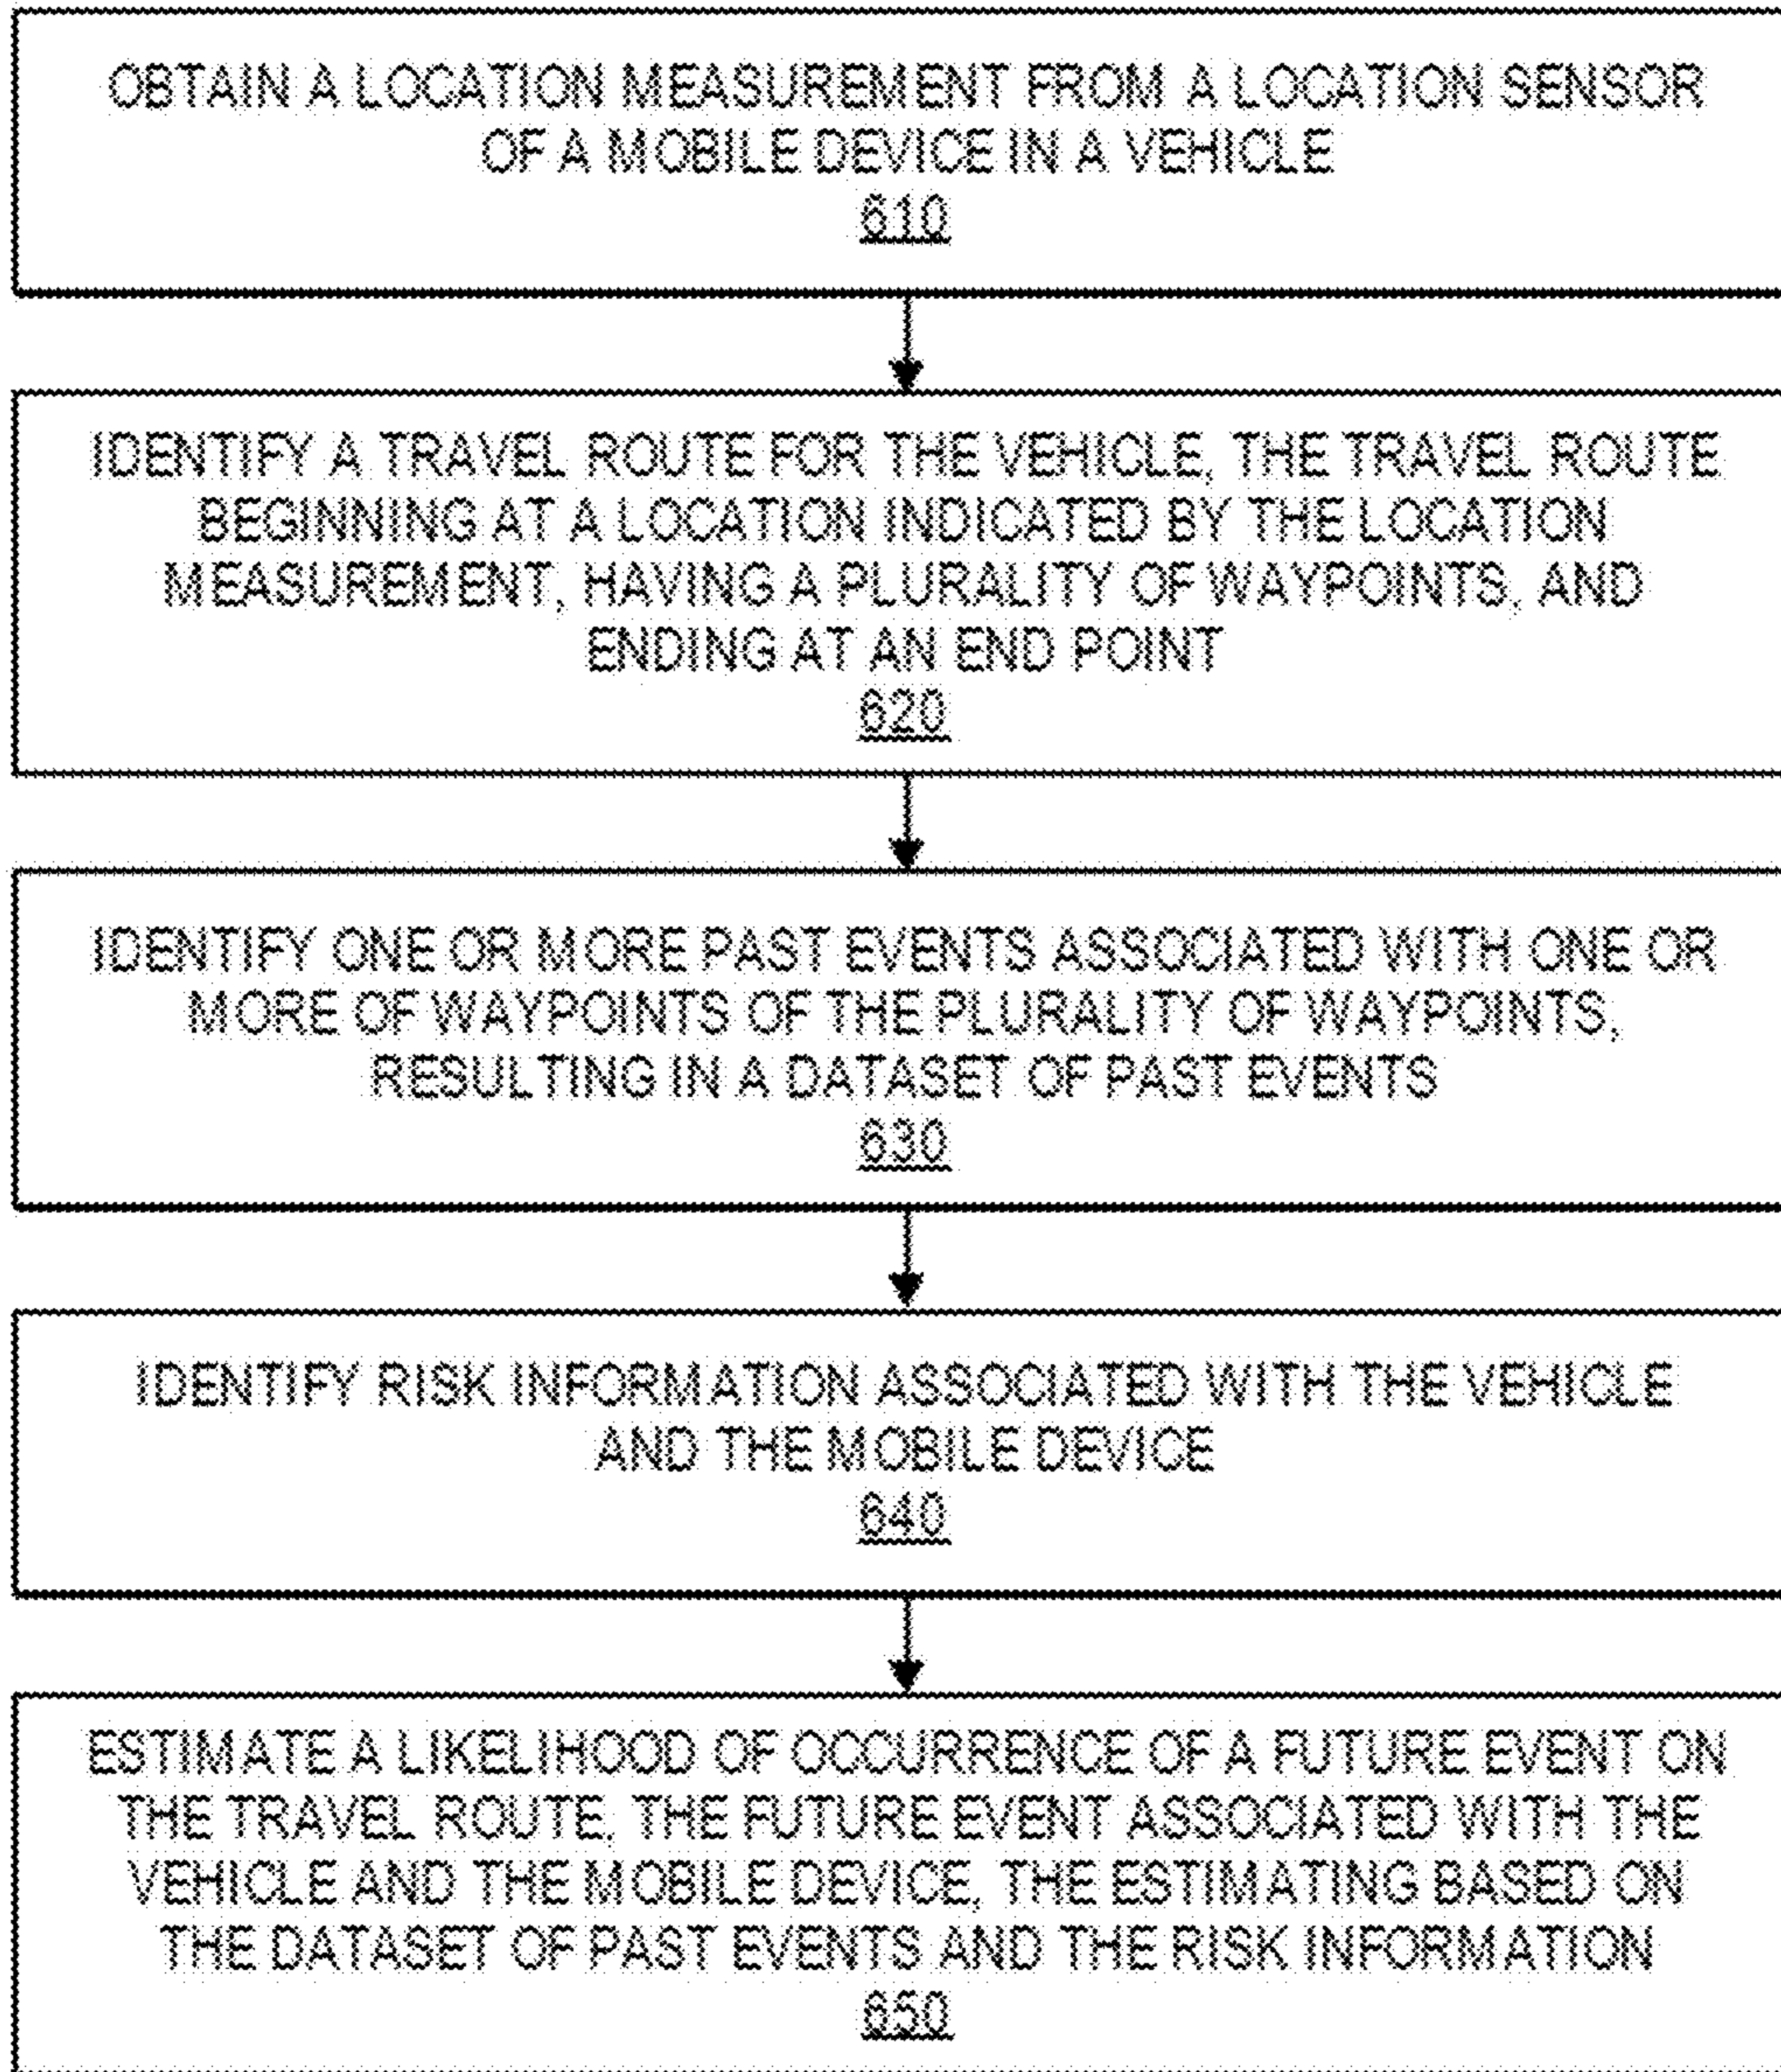 OBTAIN A LOCATION MEASUREMENT FROM A LOCATION SENSOR
OF A MOBILE DEVICE IN A VEHICLE
610
IDENTIFY A TRAVEL ROUTE FOR THE VEHICLE, THE TRAVEL ROUTE
BEGINNING AT A LOCATION INDICATED BY THE LOCATION
MEASUREMENT, HAVING A PLURALITY OF WAYPOINTS, AND
ENDING AT AN END POINT
620
IDENTIFY ONE OR MORE PAST EVENTS ASSOCIATED WITH ONE OR
MORE OF WAYPOINTS OF THE PLURALITY OF WAYPOINTS,
RESULTING IN A DATASET OF PAST EVENTS
630
IDENTIFY RISK INFORMATION ASSOCIATED WITH THE VEHICLE
AND THE MOBILE DEVICE
640
ESTIMATE A LIKELIHOOD OF OCCURRENCE OF A FUTURE EVENT ON
THE TRAVEL ROUTE, THE FUTURE EVENT ASSOCIATED WITH THE
VEHICLE AND THE MOBILE DEVICE, THE ESTIMATING BASED ON
THE DATASET OF PAST EVENTS AND THE RISK INFORMATION
650